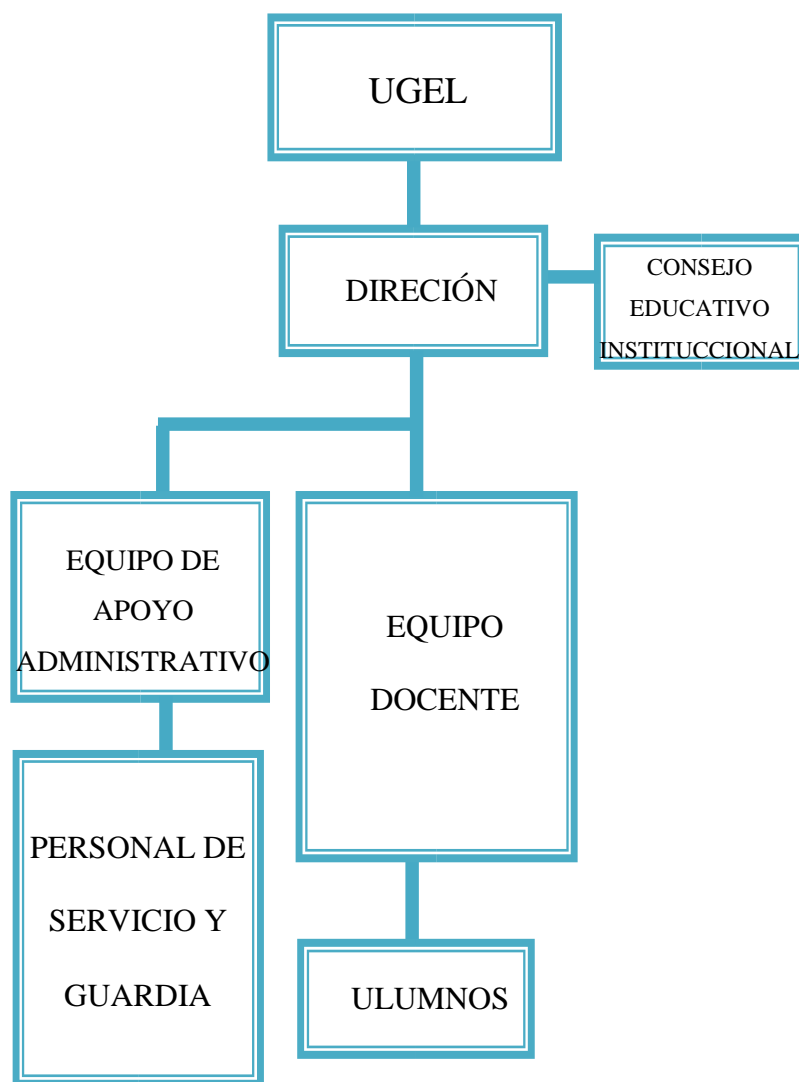 UGEL
DIRECIÓN
CONSEJO
EDUCATIVO
INSTITUCCIONAL
EQUIPO DE
APOYO
ADMINISTRATIVO
EQUIPO
DOCENTE
PERSONAL DE
SERVICIO Y
GUARDIA
ULUMNOS